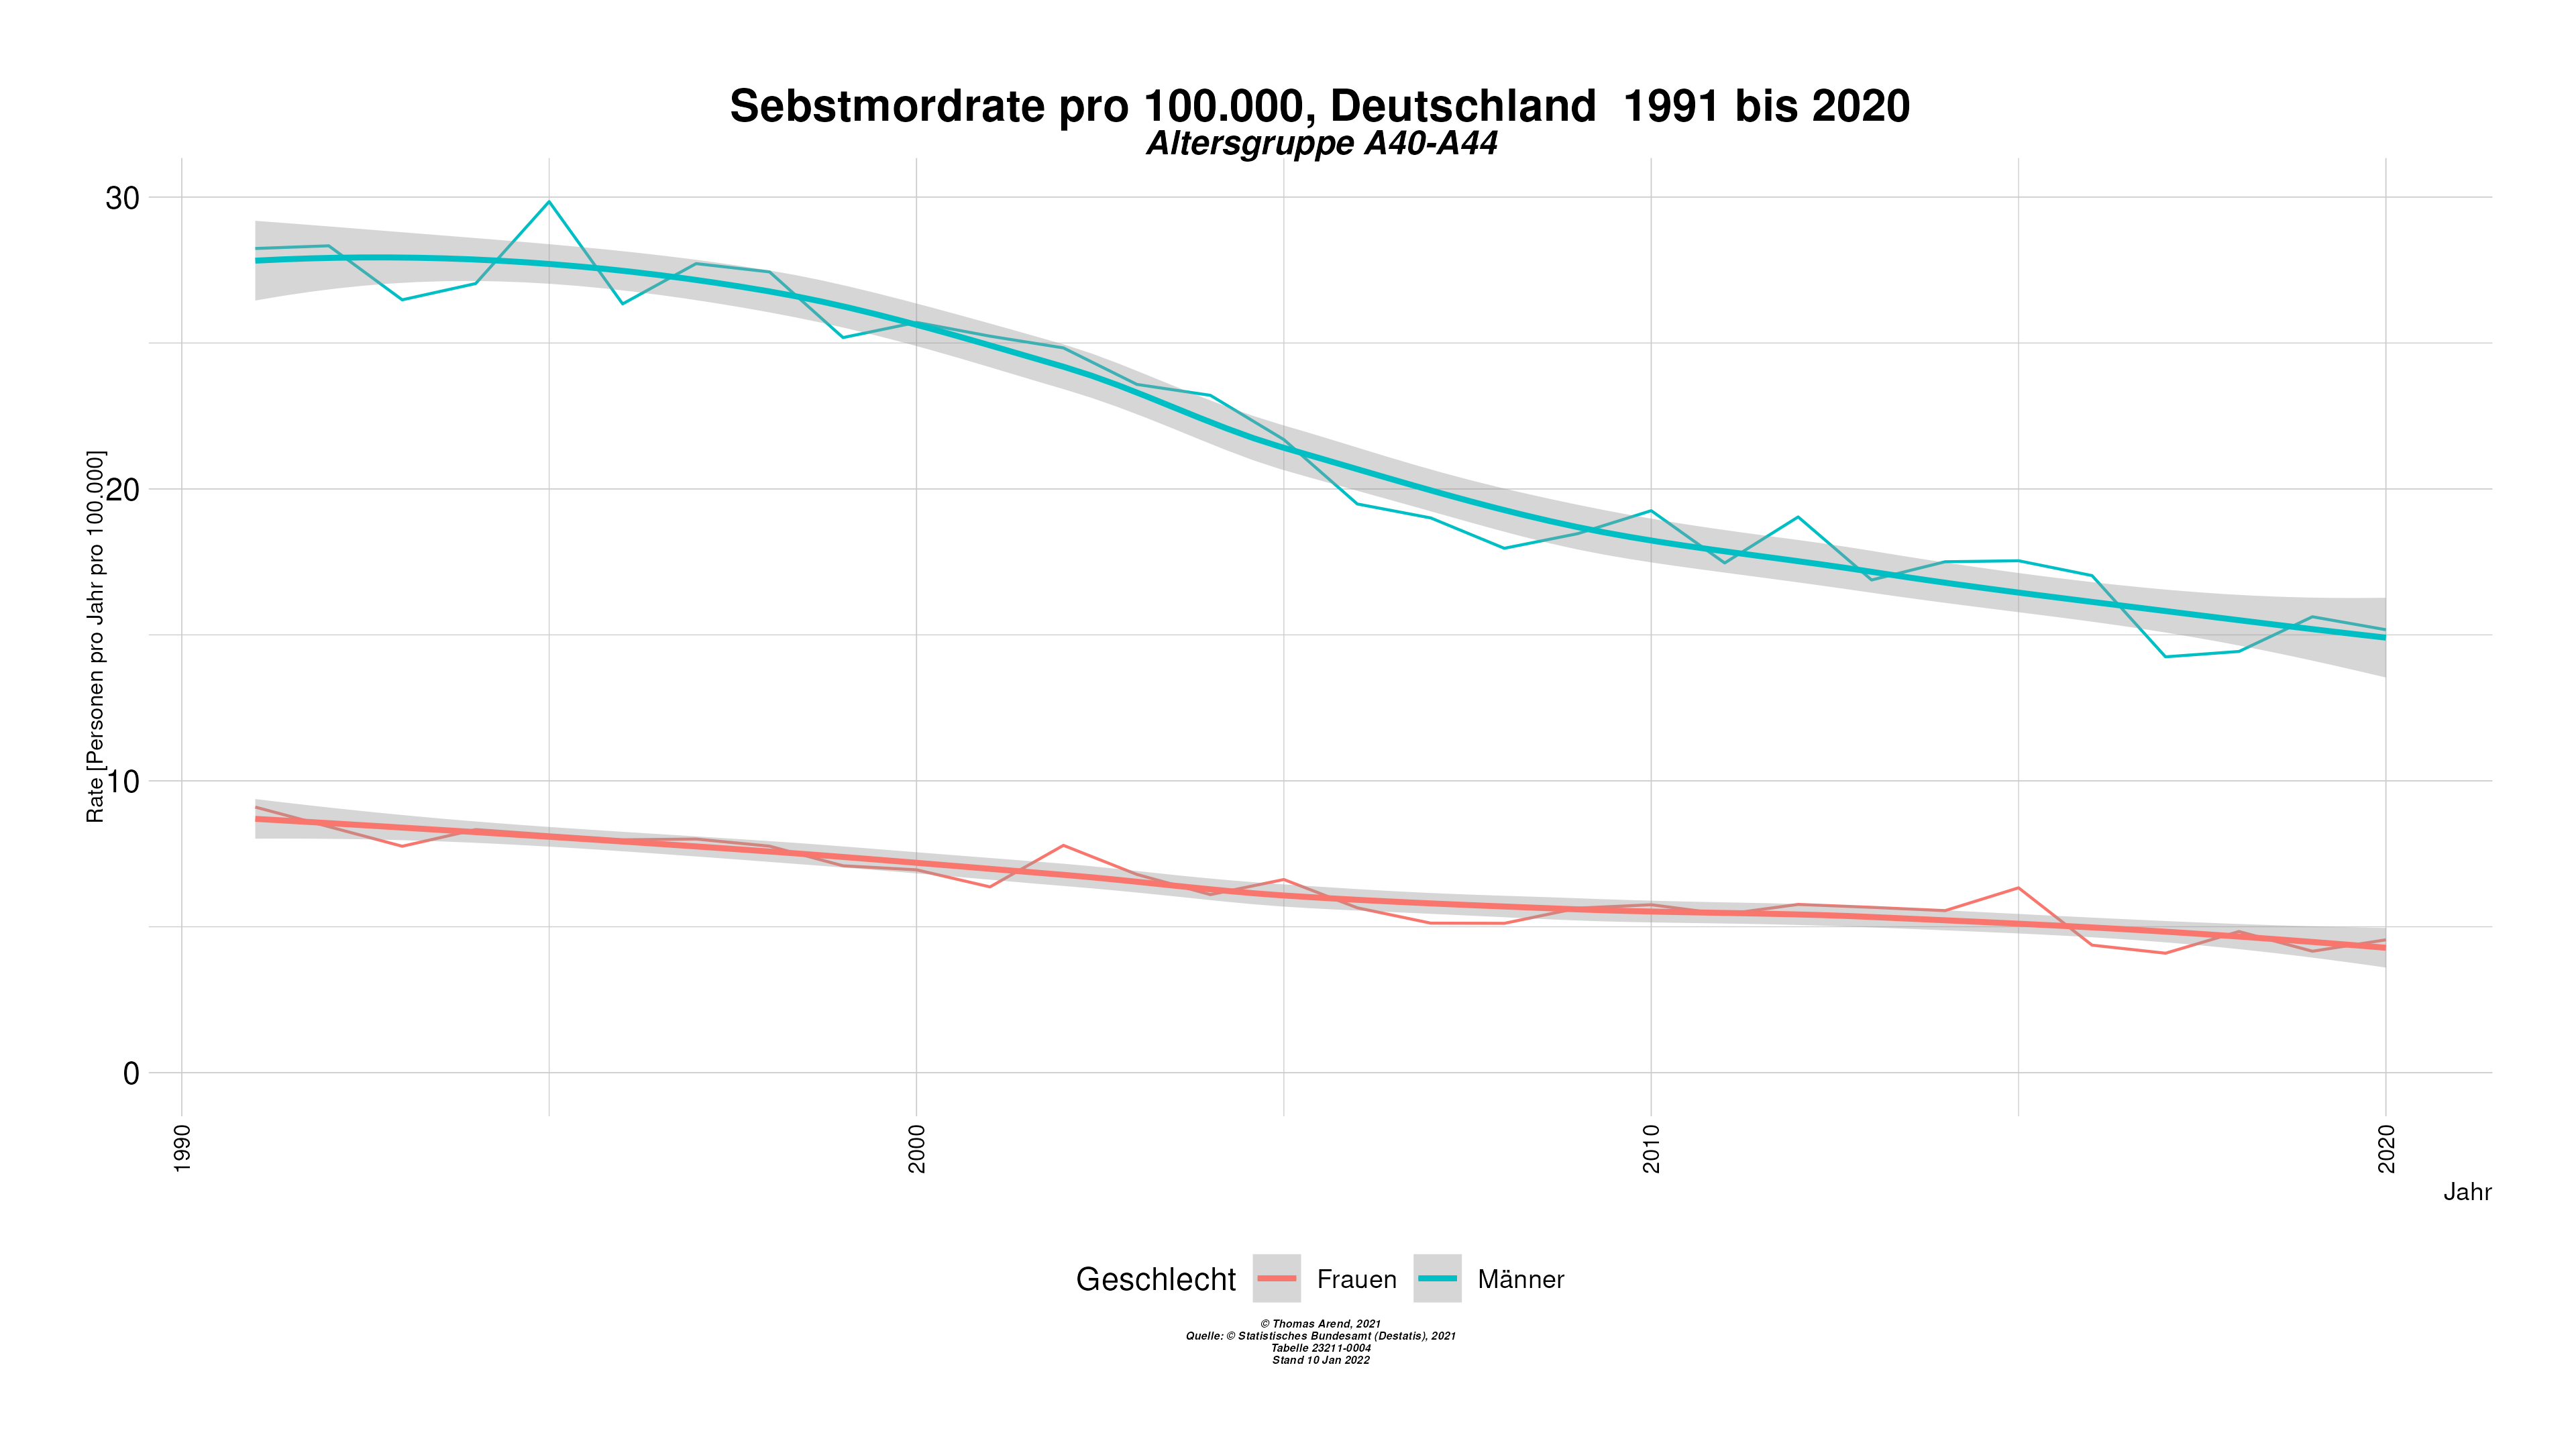 Sebstmordrate pro 100.000, Deutschland  1991 bis 2020
Altersgruppe A40-A44
Rate [Personen pro Jahr pro 100.000]
30
20
10
0
1990
2000
2010
2020
Jahr
Geschlecht Frauen Männer
© Thomas Arend, 2021
Quelle: © Statistisches Bundesamt (Destatis), 2021
Tabelle 23211-0004
Stand 10 Jan 2022